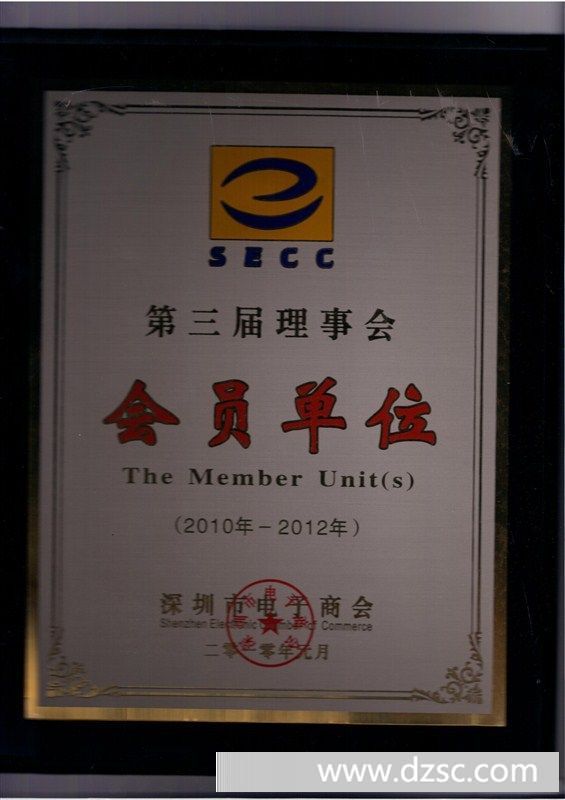 SECC
第三届理事会
会员单位
The Member Unit(s)
（2010年－2012年）
深圳市电子商会
Shenzhen Electronic Chamber of Commerce
二零一零年元月
www.dzsc.com